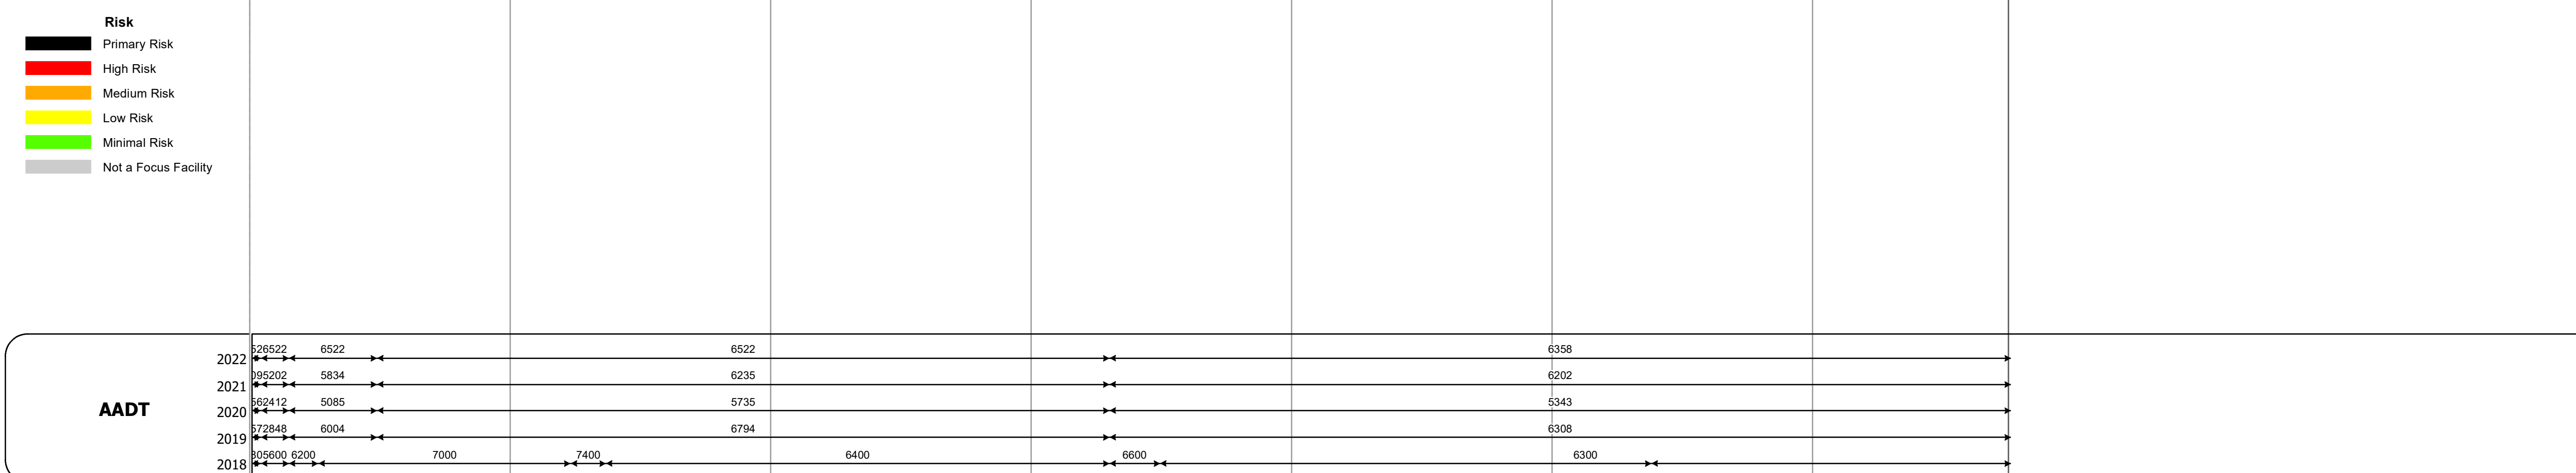 Risk
Primary Risk
High Risk
Medium Risk
Low Risk
Minimal Risk
Not a Focus Facility
AADT
2022 6522 6522 6522 6358
2021 5202 5834 6235 6202
2020 2412 5085 5735 5343
2019 2848 6004 6794 6308
2018 5600 6200 7000 7400 6400 6600 6300